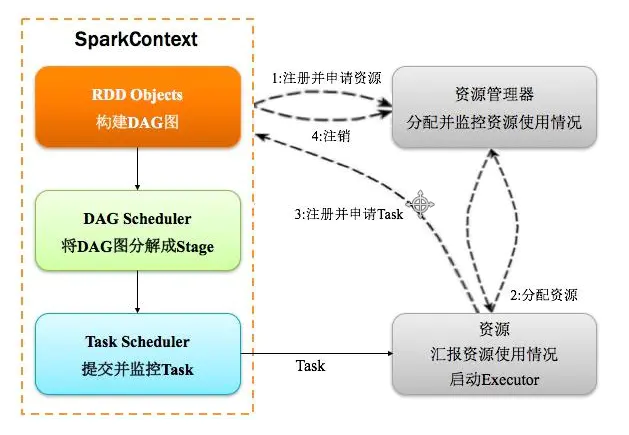 SparkContext
RDD Objects
构建DAG图
DAG Scheduler
将DAG图分解成Stage
Task Scheduler
提交并监控Task
1:注册并申请资源
4:注销
3:注册并申请Task
资源管理器
分配并监控资源使用情况
2:分配资源
Task
资源
汇报资源使用情况
启动Executor